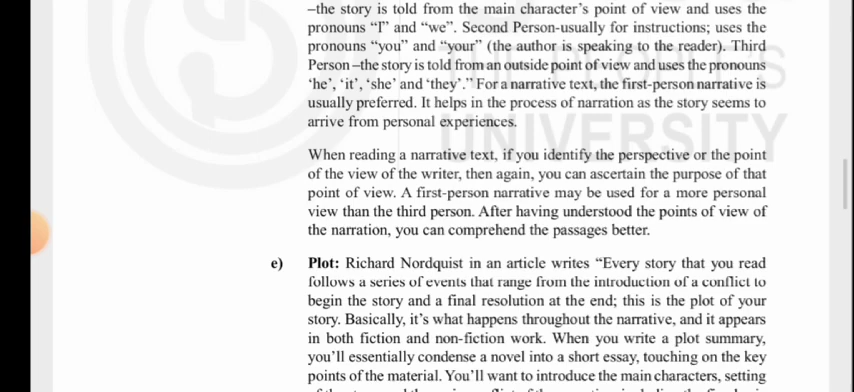 –the story is told from the main character’s point of view and uses the
pronouns “I” and “we”. Second Person-usually for instructions; uses the
pronouns “you” and “your” (the author is speaking to the reader). Third
Person –the story is told from an outside point of view and uses the pronouns
‘he’, ‘it’, ‘she’ and ‘they’.” For a narrative text, the first-person narrative is
usually preferred. It helps in the process of narration as the story seems to
arrive from personal experiences.
When reading a narrative text, if you identify the perspective or the point
of the view of the writer, then again, you can ascertain the purpose of that
point of view. A first-person narrative may be used for a more personal
view than the third person. After having understood the points of view of
the narration, you can comprehend the passages better.
e) Plot: Richard Nordquist in an article writes “Every story that you read
follows a series of events that range from the introduction of a conflict to
begin the story and a final resolution at the end; this is the plot of your
story. Basically, it’s what happens throughout the narrative, and it appears
in both fiction and non-fiction work. When you write a plot summary,
you’ll essentially condense a novel into a short essay, touching on the key
points of the material. You’ll want to introduce the main characters, setting
UNIVERSITY